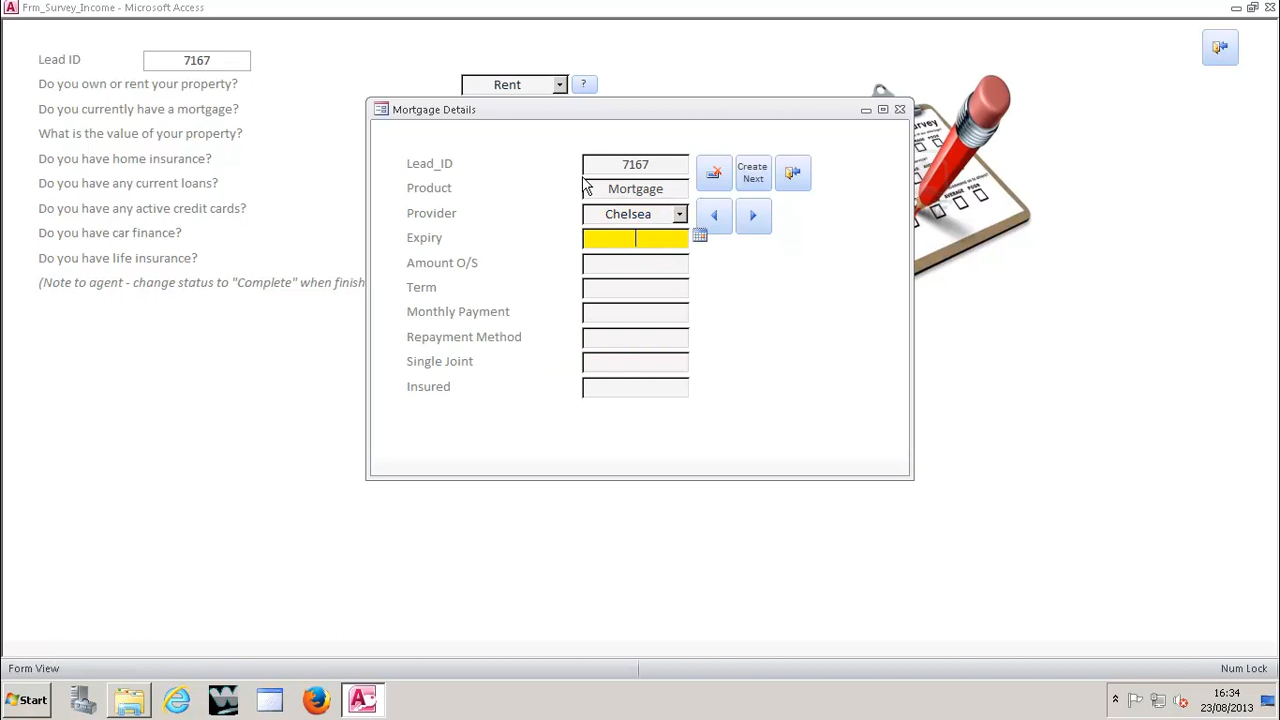 Frm_Survey_Income - Microsoft Access
Lead ID 7167
Do you own or rent your property? Rent ?
Do you currently have a mortgage?
What is the value of your property?
Do you have home insurance?
Do you have any current loans?
Do you have any active credit cards?
Do you have car finance?
Do you have life insurance?
(Note to agent - change status to "Complete" when finish
Mortgage Details
Lead_ID 7167
Product Mortgage
Provider Chelsea
Expiry
Amount O/S
Term
Monthly Payment
Repayment Method
Single Joint
Insured
Create
Next
AVERAGE POOR
Form View
Num Lock
Start
16:34
23/08/2013